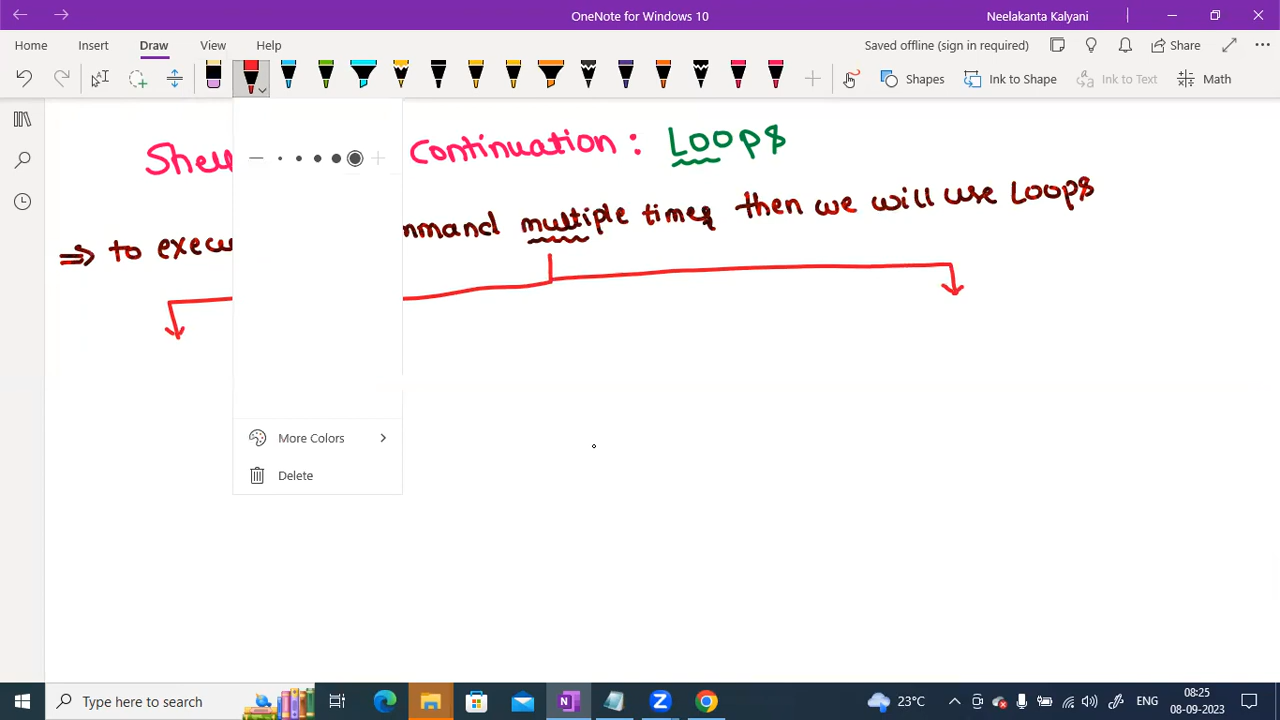 OneNote for Windows 10
Neelakanta Kalyani
Home Insert Draw View Help
Saved offline (sign in required)
Share
Shapes Ink to Shape Ink to Text Math
Shell Continuation : Loops
⇒ to execu mmand multiple times then we will use Loops
More Colors
Delete
Type here to search
23°C
ENG
08:25
08-09-2023